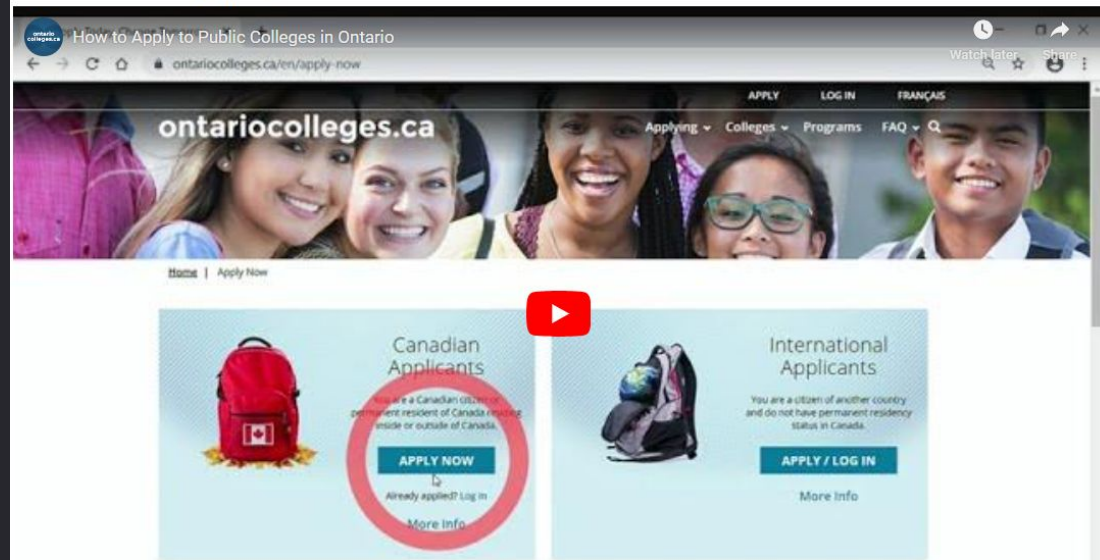 ontario
colleges.ca
How to Apply to Public Colleges in Ontario
Watch later
Share
ontariocolleges.ca/en/apply-now
APPLY LOG IN FRANÇAIS
ontariocolleges.ca
Applying Colleges Programs FAQ
Home | Apply Now
Canadian
Applicants
You are a Canadian citizen or
permanent resident of Canada residing
inside or outside of Canada.
APPLY NOW
Already applied? Log in
More Info
International
Applicants
You are a citizen of another country
and do not have permanent residency
status in Canada.
APPLY / LOG IN
More Info